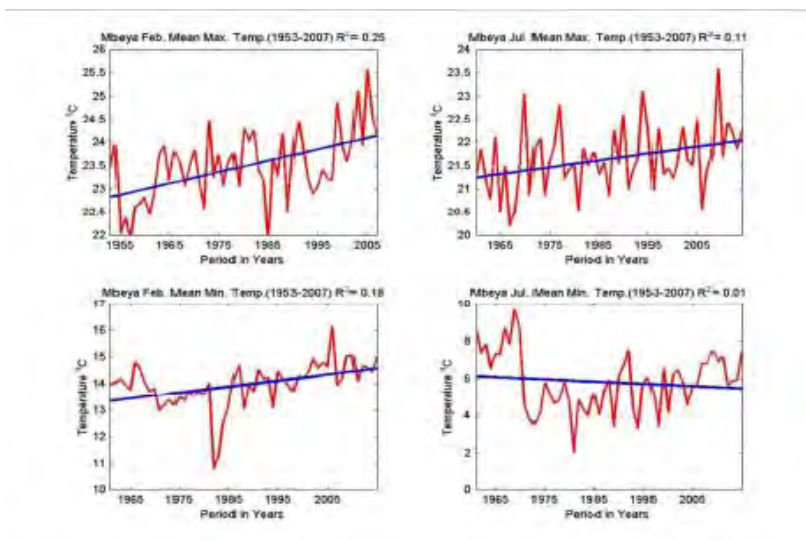 Mbeya Feb. Mean Max. Temp.(1953-2007) R²= 0.25
26
25.5
25
24.5
24
23.5
23
22.5
22
Temperature °C
1955 1965 1975 1985 1995 2005
Period in Years
Mbeya Jul. Mean Max. Temp.(1953-2007) R²= 0.11
24
23.5
23
22.5
22
21.5
21
20.5
20
Temperature °C
1965 1975 1985 1995 2005
Period in Years
Mbeya Feb. Mean Min. Temp.(1953-2007) R²= 0.18
17
16
15
14
13
12
11
10
Temperature °C
1965 1975 1985 1995 2005
Period in Years
Mbeya Jul. Mean Min. Temp.(1953-2007) R²= 0.01
10
8
6
4
2
0
Temperature °C
1965 1975 1985 1995 2005
Period in Years